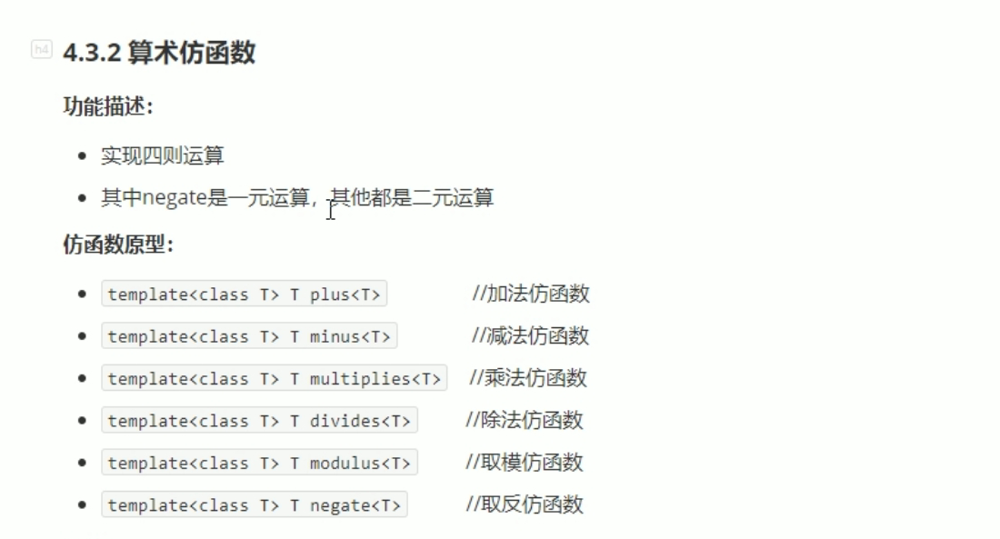 h4
4.3.2 算术仿函数
功能描述：
实现四则运算
其中negate是一元运算，其他都是二元运算
仿函数原型：
template<class T> T plus<T> //加法仿函数
template<class T> T minus<T> //减法仿函数
template<class T> T multiplies<T> //乘法仿函数
template<class T> T divides<T> //除法仿函数
template<class T> T modulus<T> //取模仿函数
template<class T> T negate<T> //取反仿函数